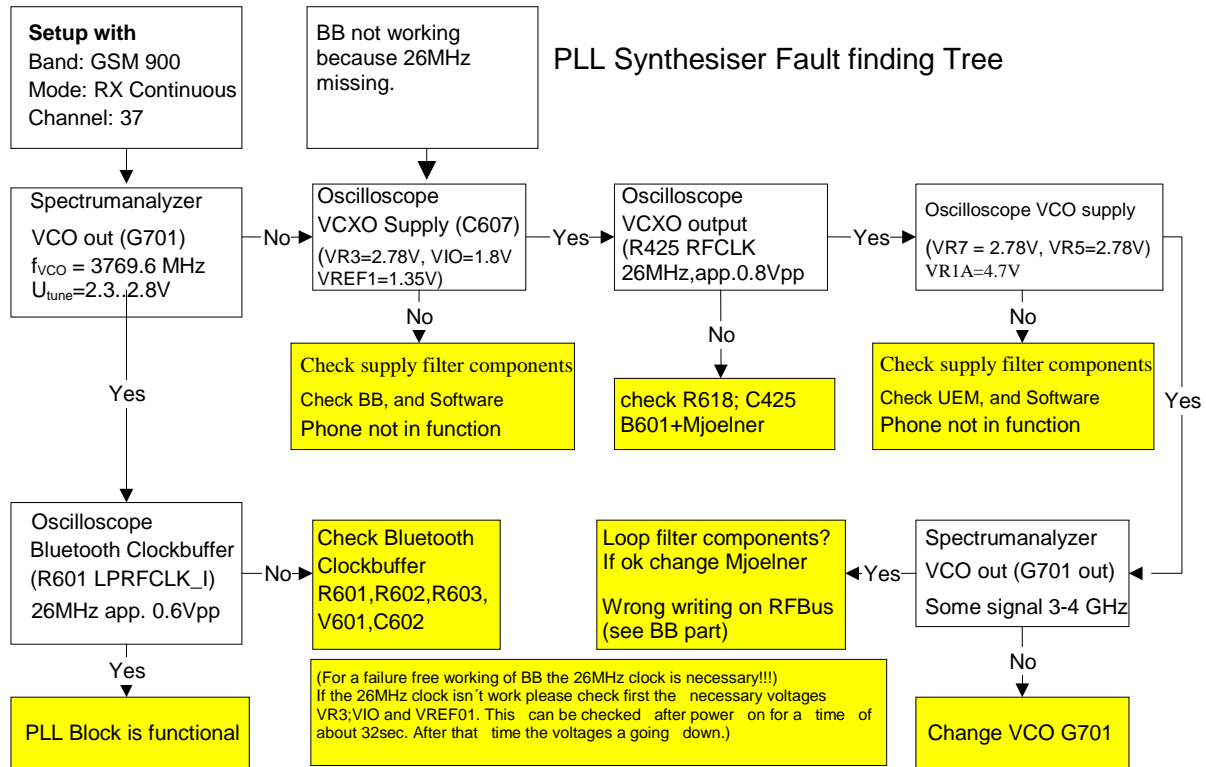 PLL Synthesiser Fault finding Tree
Setup with
Band: GSM 900
Mode: RX Continuous
Channel: 37
BB not working
because 26MHz
missing.
Spectrumanalyzer
VCO out (G701)
fVCO = 3769.6 MHz
Utune=2.3..2.8V
No
Oscilloscope
VCXO Supply (C607)
(VR3=2.78V, VIO=1.8V
VREF1=1.35V)
Yes
Oscilloscope
VCXO output
(R425 RFCLK
26MHz,app.0.8Vpp
Yes
Oscilloscope VCO supply
(VR7 = 2.78V, VR5=2.78V)
VR1A=4.7V
No
No
No
Yes
Check supply filter components
Check BB, and Software
Phone not in function
check R618; C425
B601+Mjoelner
Check supply filter components
Check UEM, and Software
Phone not in function
Yes
Oscilloscope
Bluetooth Clockbuffer
(R601 LPRFCLK_I)
26MHz app. 0.6Vpp
No
Check Bluetooth
Clockbuffer
R601,R602,R603,
V601,C602
Loop filter components?
If ok change Mjoelner
Wrong writing on RFBus
(see BB part)
Yes
Spectrumanalyzer
VCO out (G701 out)
Some signal 3-4 GHz
Yes
No
PLL Block is functional
(For a failure free working of BB the 26MHz clock is necessary!!!)
If the 26MHz clock isn´t work please check first the necessary voltages
VR3;VIO and VREF01. This can be checked after power on for a time of
about 32sec. After that time the voltages a going down.)
Change VCO G701